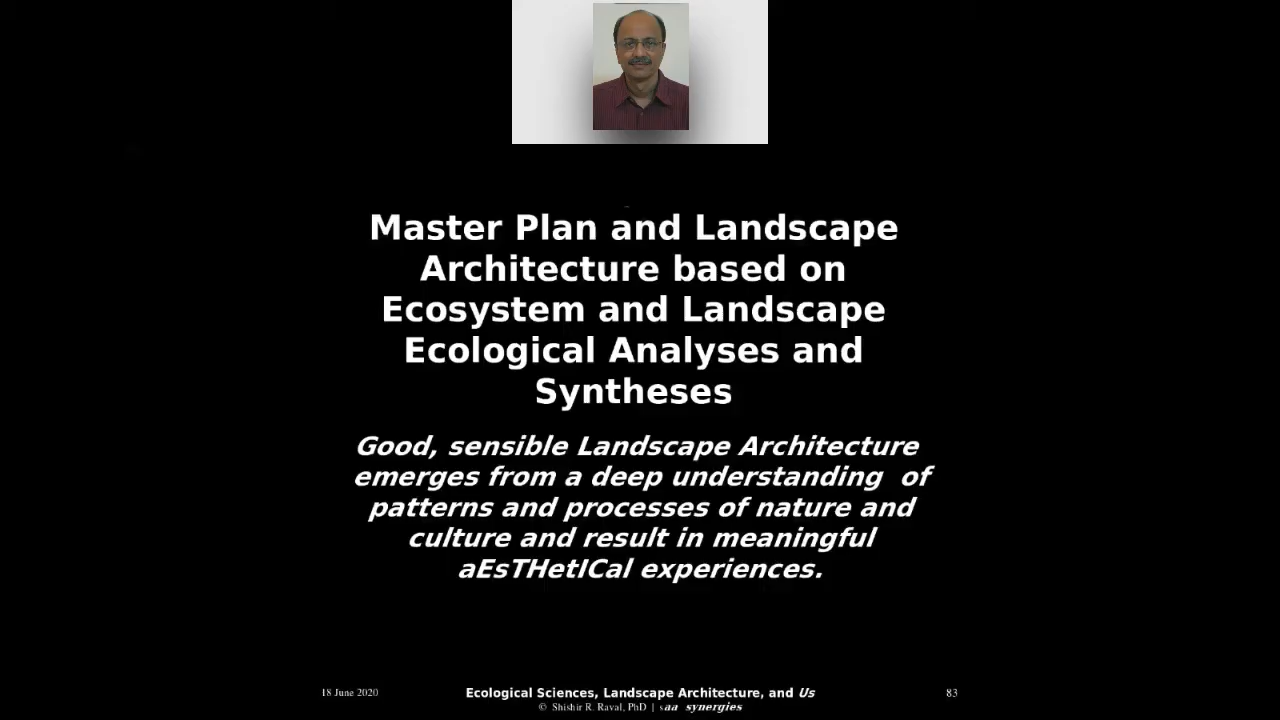 Master Plan and Landscape
Architecture based on
Ecosystem and Landscape
Ecological Analyses and
Syntheses
Good, sensible Landscape Architecture
emerges from a deep understanding of
patterns and processes of nature and
culture and result in meaningful
aEsTHetICal experiences.
18 June 2020
Ecological Sciences, Landscape Architecture, and Us
83
© Shishir R. Raval, PhD | saa synergies